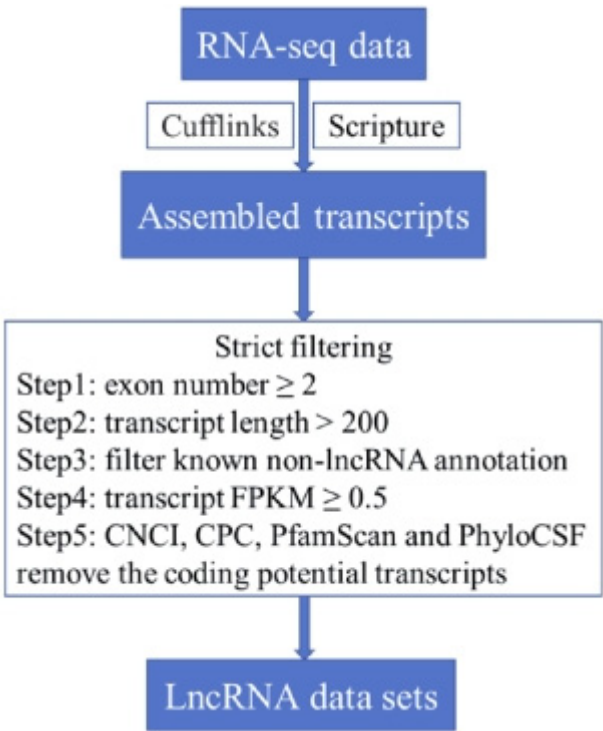 RNA-seq data
Cufflinks
Scripture
Assembled transcripts
Strict filtering
Step1: exon number ≥ 2
Step2: transcript length > 200
Step3: filter known non-lncRNA annotation
Step4: transcript FPKM ≥ 0.5
Step5: CNCI, CPC, PfamScan and PhyloCSF
remove the coding potential transcripts
LncRNA data sets